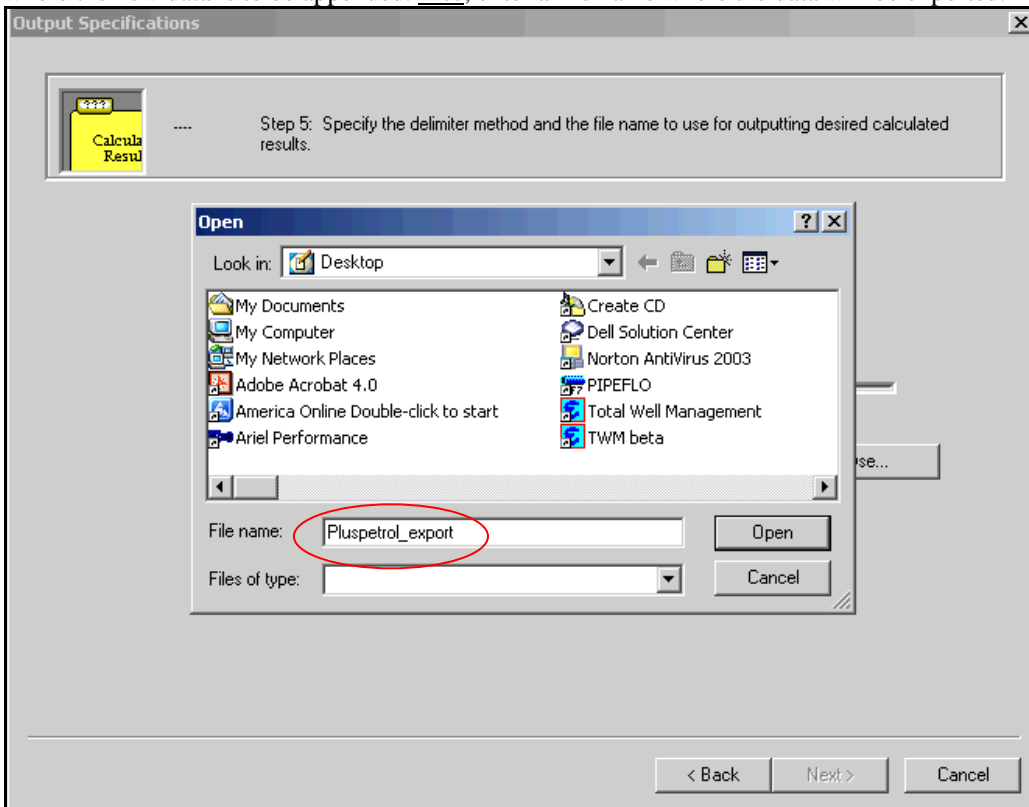 Output Specifications
???
Calcula
Resul
----
Step 5: Specify the delimiter method and the file name to use for outputting desired calculated
results.
Open
Look in: Desktop
My Documents
My Computer
My Network Places
Adobe Acrobat 4.0
America Online Double-click to start
Ariel Performance
Create CD
Dell Solution Center
Norton AntiVirus 2003
PIPEFLO
Total Well Management
TWM beta
se...
File name: Pluspetrol_export
Open
Files of type:
Cancel
< Back
Next >
Cancel